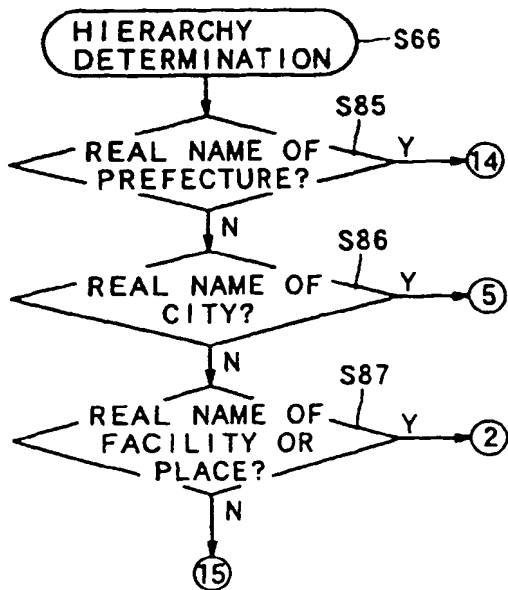 HIERARCHY
DETERMINATION
S66
S85
REAL NAME OF
PREFECTURE?
Y
14
N
S86
REAL NAME OF
CITY?
Y
5
N
S87
REAL NAME OF
FACILITY OR
PLACE?
Y
2
N
15